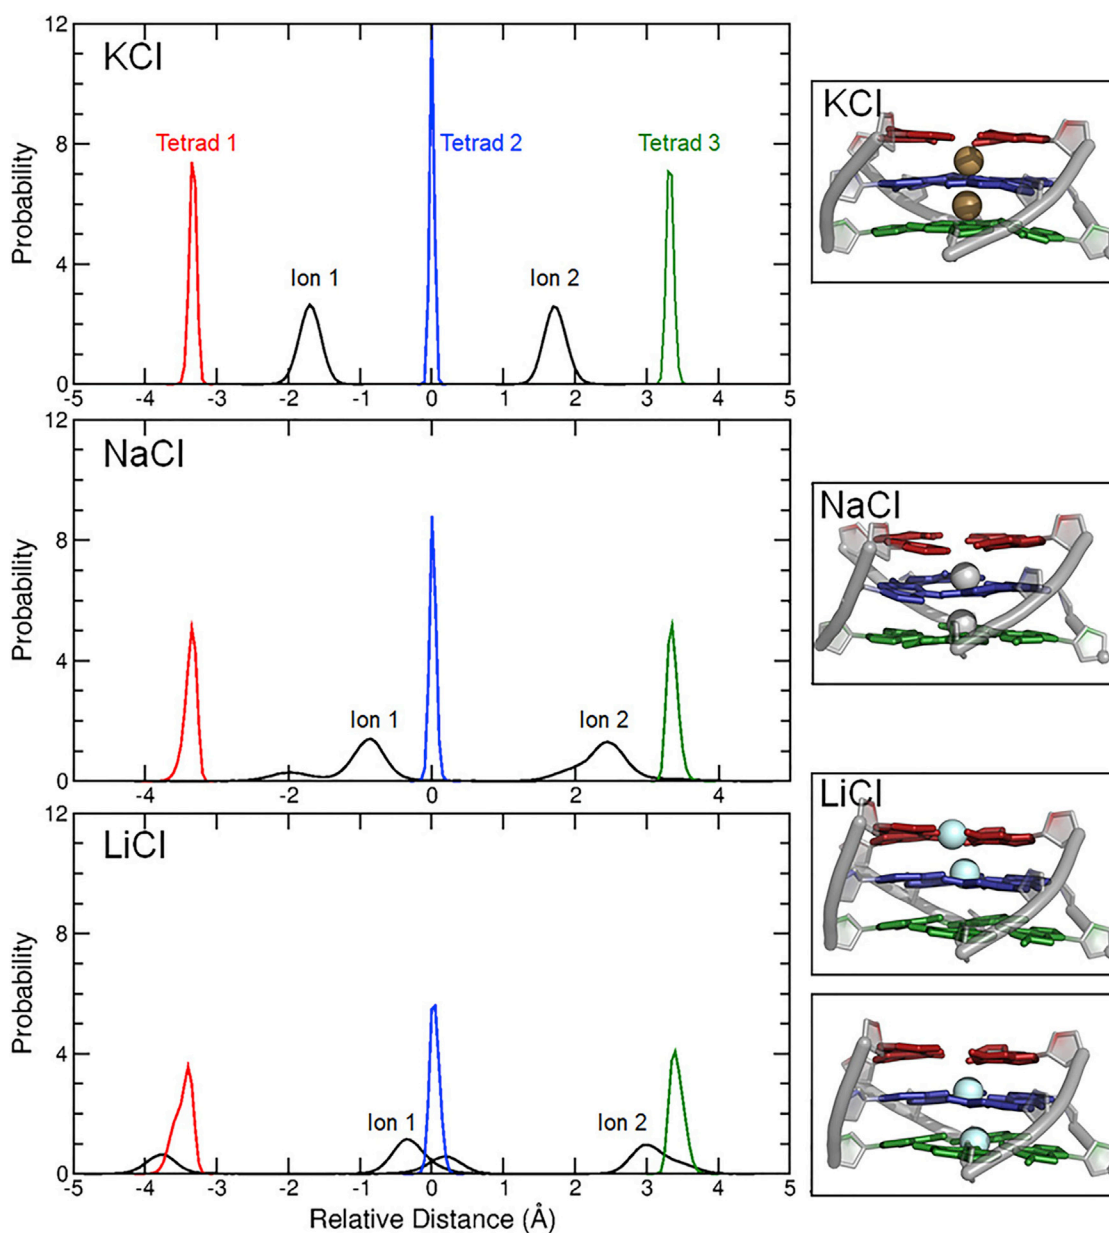 12
KCl
8
Tetrad 1
Tetrad 2
Tetrad 3
Probability
4
Ion 1
Ion 2
0
-5 -4 -3 -2 -1 0 1 2 3 4 5
KCl
12
NaCl
8
Probability
4
Ion 1
Ion 2
0
-4 -2 0 2 4
NaCl
12
LiCl
8
Probability
4
Ion 1
Ion 2
0
-5 -4 -3 -2 -1 0 1 2 3 4 5
Relative Distance (Å)
LiCl